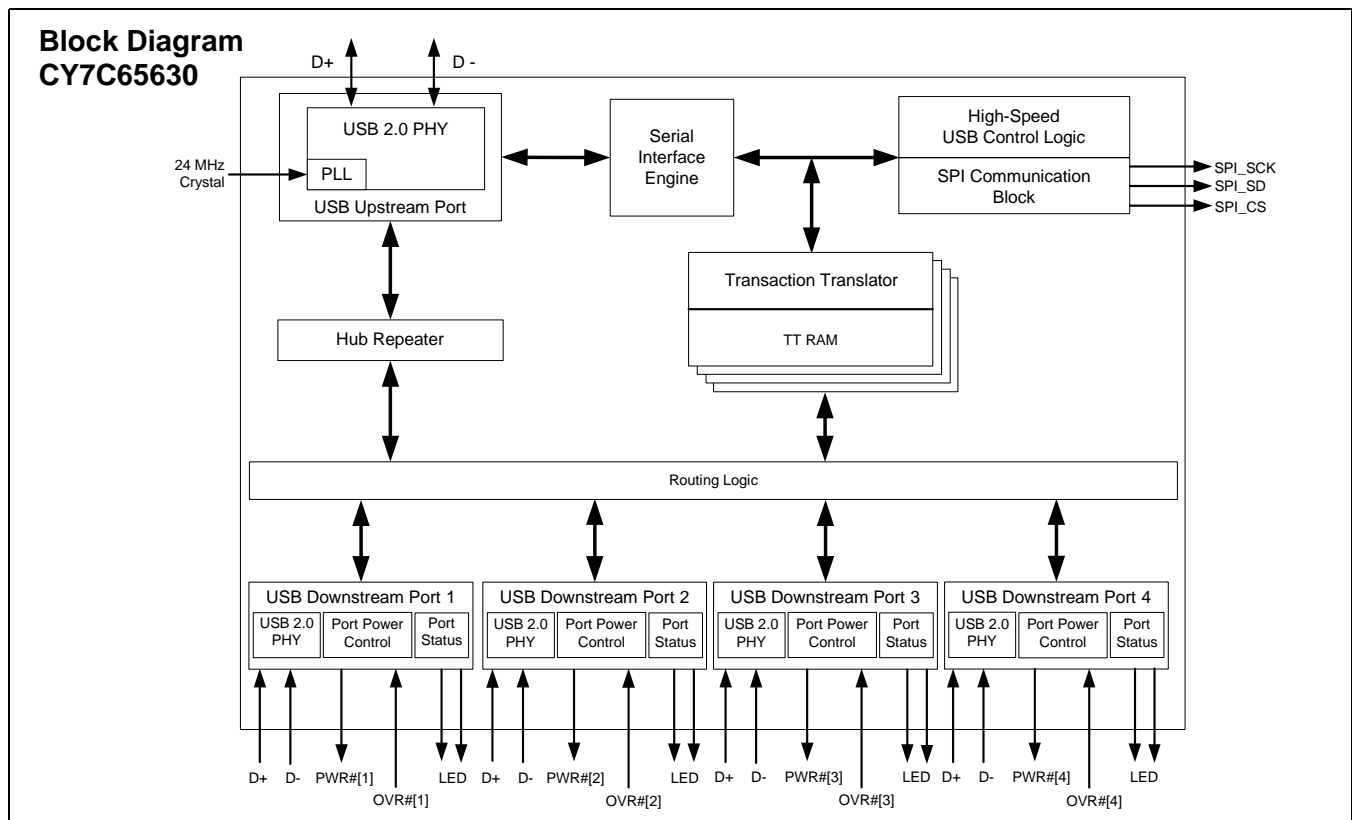 Block Diagram
CY7C65630
D+
D -
USB 2.0 PHY
PLL
24 MHz
Crystal
USB Upstream Port
Serial
Interface
Engine
High-Speed
USB Control Logic
SPI Communication
Block
SPI_SCK
SPI_SD
SPI_CS
Transaction Translator
TT RAM
Hub Repeater
Routing Logic
USB Downstream Port 1
USB 2.0
PHY
Port Power
Control
Port
Status
USB Downstream Port 2
USB 2.0
PHY
Port Power
Control
Port
Status
USB Downstream Port 3
USB 2.0
PHY
Port Power
Control
Port
Status
USB Downstream Port 4
USB 2.0
PHY
Port Power
Control
Port
Status
D+
D-
PWR#[1]
OVR#[1]
LED
D+
D-
PWR#[2]
OVR#[2]
LED
D+
D-
PWR#[3]
OVR#[3]
LED
D+
D-
PWR#[4]
OVR#[4]
LED